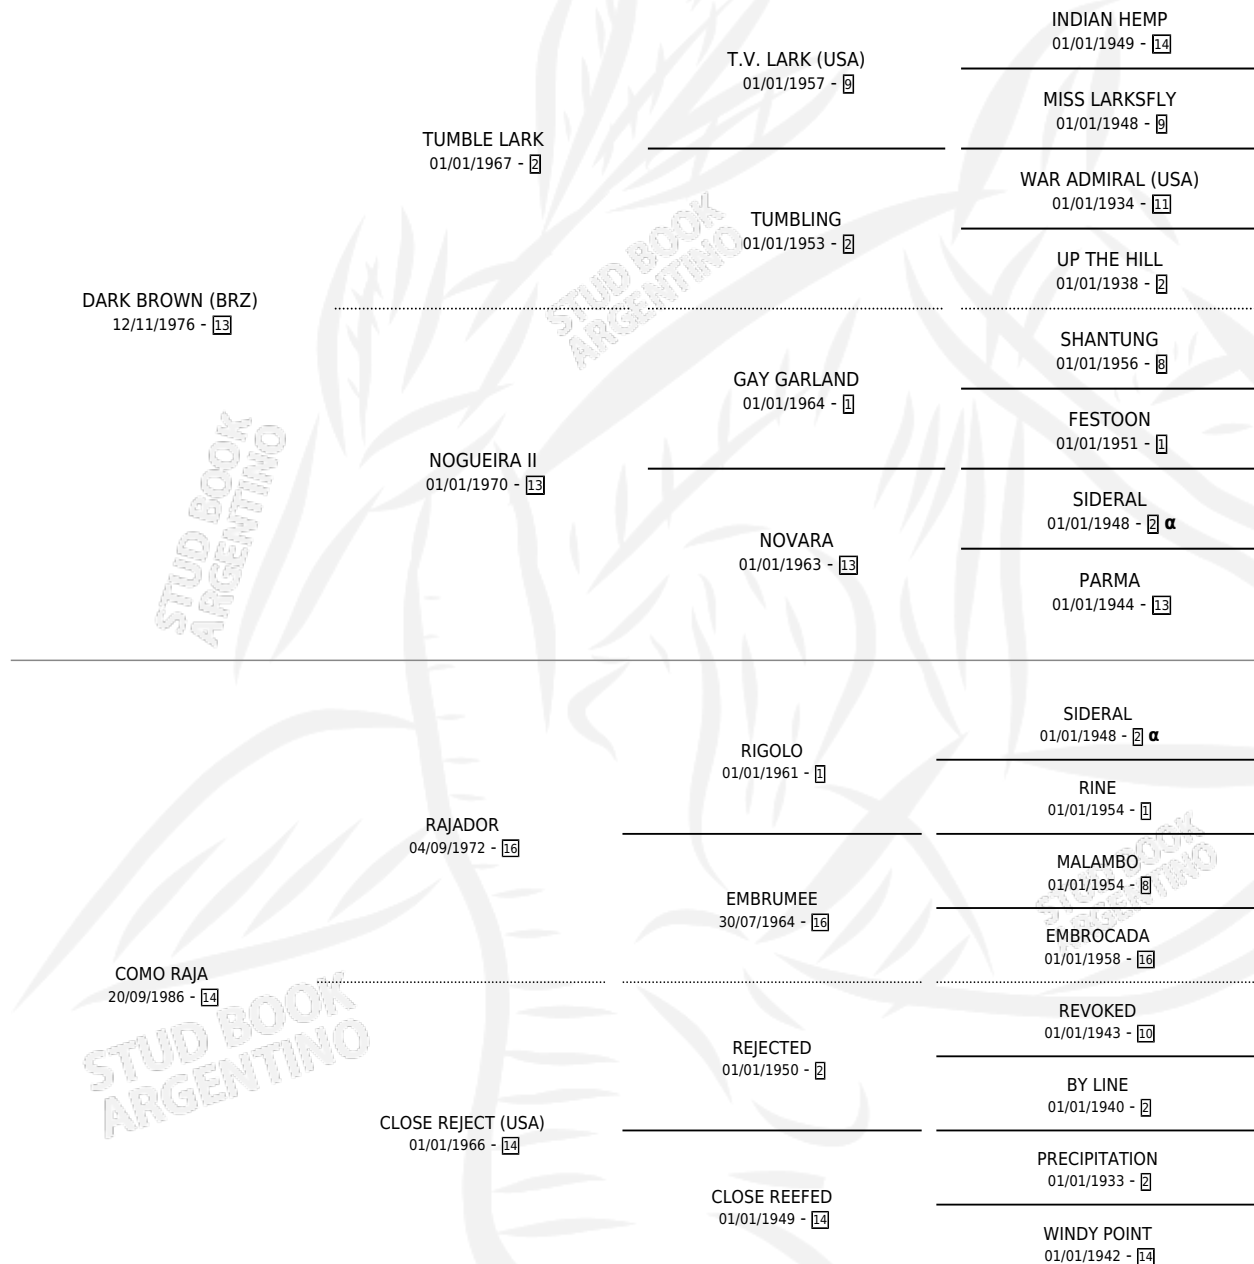 INDIAN HEMP
01/01/1949 - 14
T.V. LARK (USA)
01/01/1957 - 9
MISS LARKSFLY
01/01/1948 - 9
TUMBLE LARK
01/01/1967 - 2
WAR ADMIRAL (USA)
01/01/1934 - 11
TUMBLING
01/01/1953 - 2
UP THE HILL
01/01/1938 - 2
DARK BROWN (BRZ)
12/11/1976 - 13
SHANTUNG
01/01/1956 - 8
GAY GARLAND
01/01/1964 - 1
FESTOON
01/01/1951 - 1
NOGUEIRA II
01/01/1970 - 13
SIDERAL
01/01/1948 - 2 α
NOVARA
01/01/1963 - 13
PARMA
01/01/1944 - 13
SIDERAL
01/01/1948 - 2 α
RIGOLO
01/01/1961 - 1
RINE
01/01/1954 - 1
RAJADOR
04/09/1972 - 16
MALAMBO
01/01/1954 - 8
EMBRUMEE
30/07/1964 - 16
EMBROCADA
01/01/1958 - 16
COMO RAJA
20/09/1986 - 14
REVOKED
01/01/1943 - 10
REJECTED
01/01/1950 - 2
BY LINE
01/01/1940 - 2
CLOSE REJECT (USA)
01/01/1966 - 14
PRECIPITATION
01/01/1933 - 2
CLOSE REEFED
01/01/1949 - 14
WINDY POINT
01/01/1942 - 14
STUD BOOK
ARGENTINO
STUD BOOK
ARGENTINO
STUD BOOK
ARGENTINO
STUD BOOK
ARGENTINO